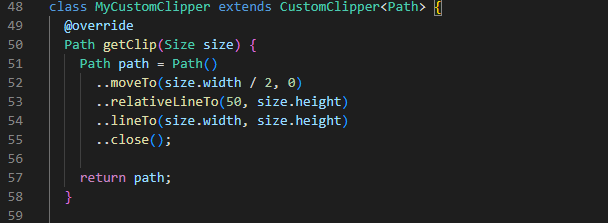 48 class MyCustomClipper extends CustomClipper<Path> {
49 @override
50 Path getClip(Size size) {
51 Path path = Path()
52 ..moveTo(size.width / 2, 0)
53 ..relativeLineTo(50, size.height)
54 ..lineTo(size.width, size.height)
55 ..close();
56
57 return path;
58 }
59